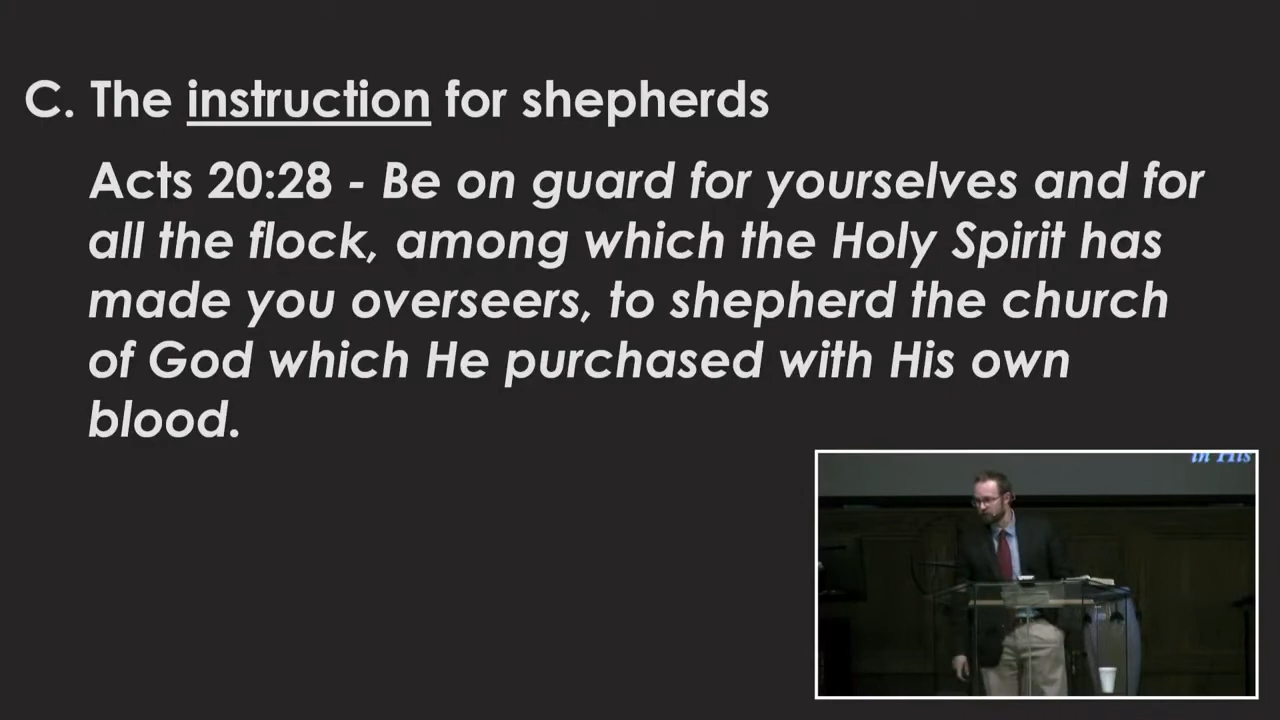 C. The instruction for shepherds
Acts 20:28 - Be on guard for yourselves and for
all the flock, among which the Holy Spirit has
made you overseers, to shepherd the church
of God which He purchased with His own
blood.
in His